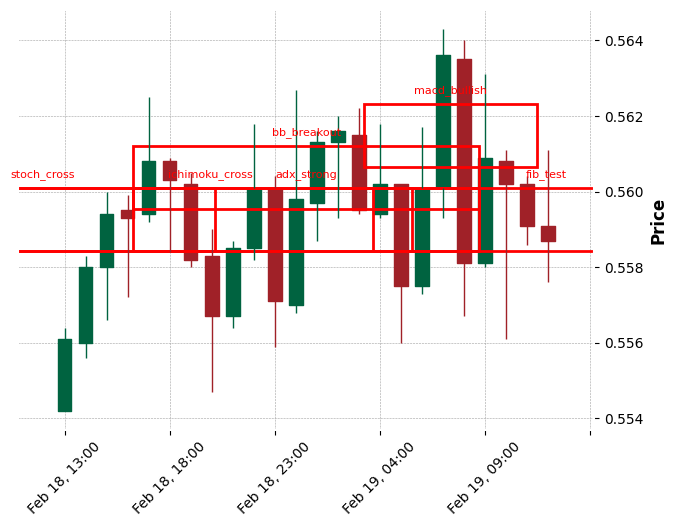 0.564
macd_bullish
0.562
bb_breakout
stoch_cross
himoku_cross
adx_strong
fib_test
0.560
0.558
0.556
0.554
Price
Feb 18, 13:00
Feb 18, 18:00
Feb 18, 23:00
Feb 19, 04:00
Feb 19, 09:00